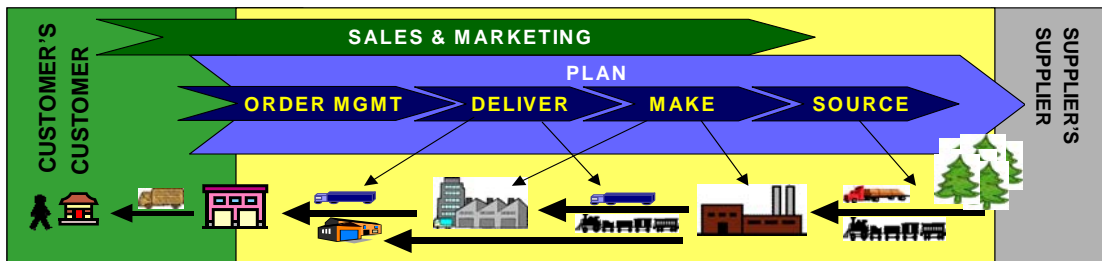 CUSTOMER'S
CUSTOMER
SALES & MARKETING
PLAN
ORDER MGMT
DELIVER
MAKE
SOURCE
SUPPLIER'S
SUPPLIER